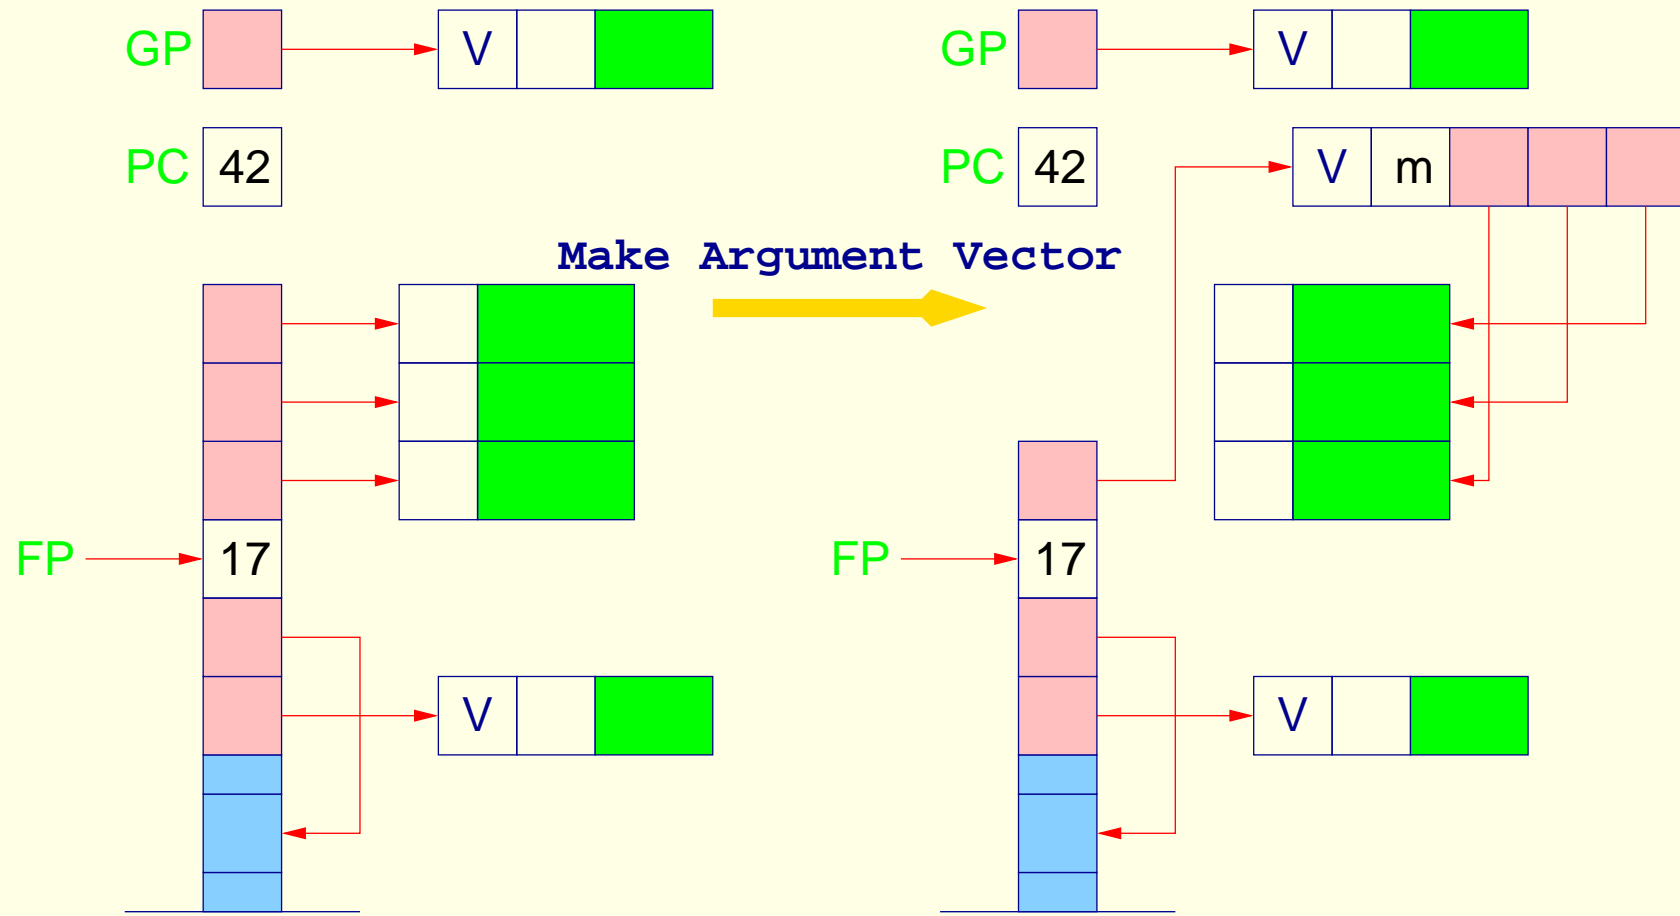 GP V GP V
PC 42 PC 42 V m
Make Argument Vector
FP 17 FP 17
V V